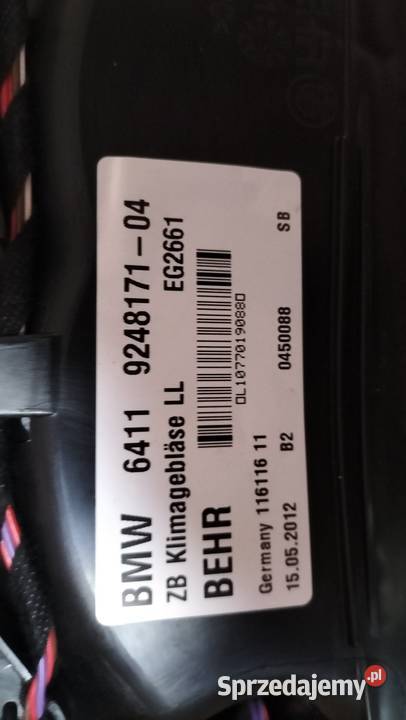 BMW 6411 9248171-04
ZB Klimagebläse LL EG2661
BEHR
DL1077019088D
Germany 116116 11
15.05.2012 B2 0450088 SB
Sprzedajemy.pl